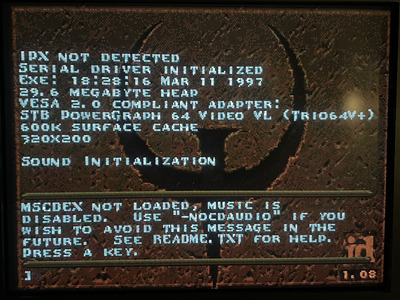 IPX not detected
Serial driver initialized
Exe: 18:28:16 Mar 11 1997
29.6 megabyte heap
VESA 2.0 compliant adapter:
STB PowerGraph 64 Video VL (Trio64V+)
600k surface cache
320x200
Sound Initialization
MSCDEX not loaded, music is
disabled.  Use "-nocdaudio" if you
wish to avoid this message in the
future.  See README.TXT for help.
Press a key.
]
id
1.08